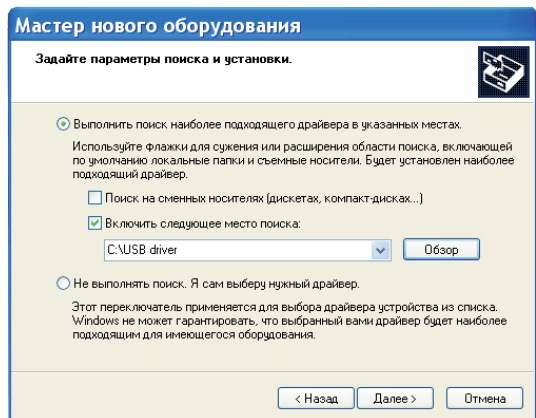 Мастер нового оборудования
Задайте параметры поиска и установки.
Выполнить поиск наиболее подходящего драйвера в указанных местах.
Используйте флажки для сужения или расширения области поиска, включающей
по умолчанию локальные папки и съемные носители. Будет установлен наиболее
подходящий драйвер.
Поиск на сменных носителях (дискетах, компакт-дисках...)
Включить следующее место поиска:
C:\USB driver
Обзор
Не выполнять поиск. Я сам выберу нужный драйвер.
Этот переключатель применяется для выбора драйвера устройства из списка.
Windows не может гарантировать, что выбранный вами драйвер будет наиболее
подходящим для имеющегося оборудования.
< Назад Далее > Отмена